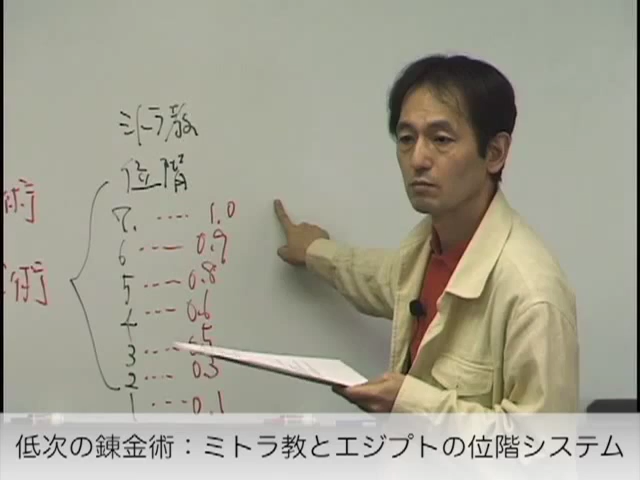 ミトラ教
位階
術
術
7. ···· 1.0
6 ···· 0.9
5 ···· 0.8
4 ···· 0.6
3 ···· 0.5
2 ···· 0.3
1 ···· 0.1
低次の錬金術：ミトラ教とエジプトの位階システム